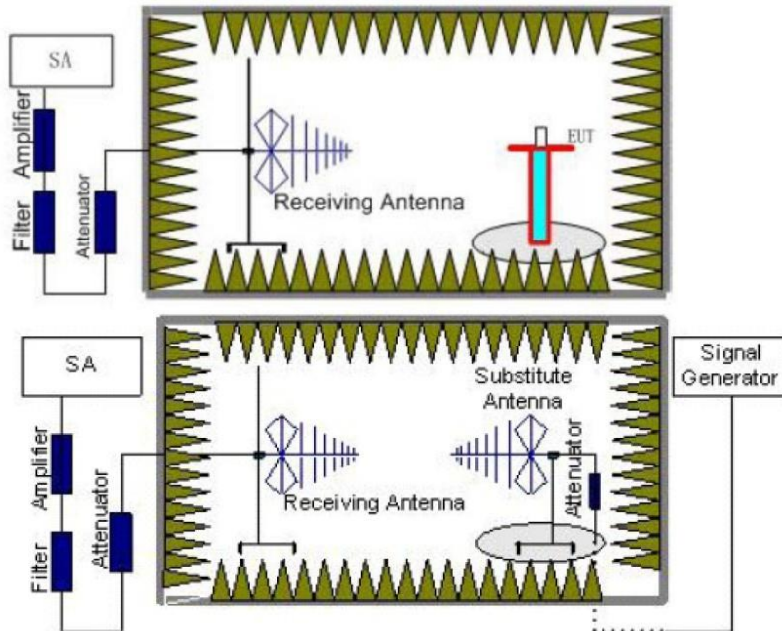 SA
Amplifier
Filter
Attenuator
Receiving Antenna
EUT
SA
Amplifier
Filter
Attenuator
Receiving Antenna
Substitute
Antenna
Attenuator
Signal
Generator